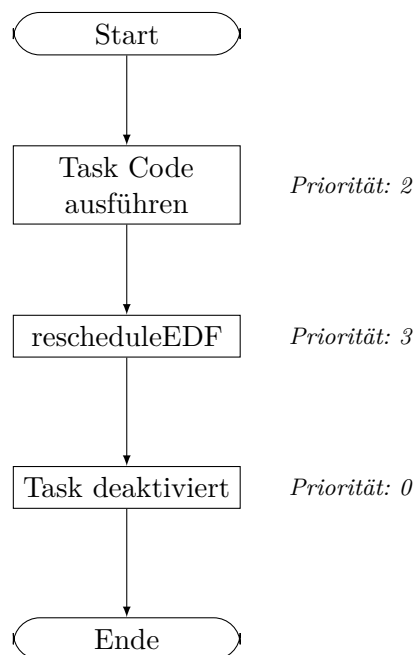 Start
Task Code
ausführen
Priorität: 2
rescheduleEDF
Priorität: 3
Task deaktiviert
Priorität: 0
Ende